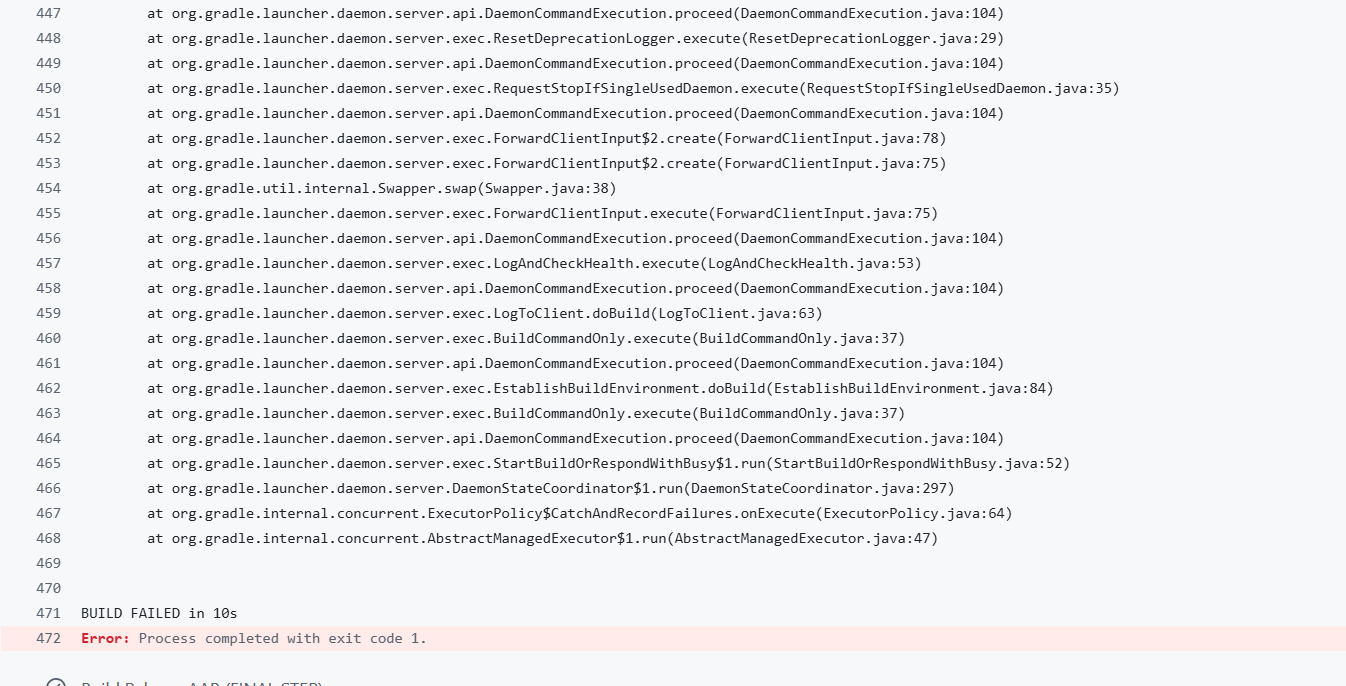 447 at org.gradle.launcher.daemon.server.api.DaemonCommandExecution.proceed(DaemonCommandExecution.java:104)
448 at org.gradle.launcher.daemon.server.exec.ResetDeprecationLogger.execute(ResetDeprecationLogger.java:29)
449 at org.gradle.launcher.daemon.server.api.DaemonCommandExecution.proceed(DaemonCommandExecution.java:104)
450 at org.gradle.launcher.daemon.server.exec.RequestStopIfSingleUsedDaemon.execute(RequestStopIfSingleUsedDaemon.java:35)
451 at org.gradle.launcher.daemon.server.api.DaemonCommandExecution.proceed(DaemonCommandExecution.java:104)
452 at org.gradle.launcher.daemon.server.exec.ForwardClientInput$2.create(ForwardClientInput.java:78)
453 at org.gradle.launcher.daemon.server.exec.ForwardClientInput$2.create(ForwardClientInput.java:75)
454 at org.gradle.util.internal.Swapper.swap(Swapper.java:38)
455 at org.gradle.launcher.daemon.server.exec.ForwardClientInput.execute(ForwardClientInput.java:75)
456 at org.gradle.launcher.daemon.server.api.DaemonCommandExecution.proceed(DaemonCommandExecution.java:104)
457 at org.gradle.launcher.daemon.server.exec.LogAndCheckHealth.execute(LogAndCheckHealth.java:53)
458 at org.gradle.launcher.daemon.server.api.DaemonCommandExecution.proceed(DaemonCommandExecution.java:104)
459 at org.gradle.launcher.daemon.server.exec.LogToClient.doBuild(LogToClient.java:63)
460 at org.gradle.launcher.daemon.server.exec.BuildCommandOnly.execute(BuildCommandOnly.java:37)
461 at org.gradle.launcher.daemon.server.api.DaemonCommandExecution.proceed(DaemonCommandExecution.java:104)
462 at org.gradle.launcher.daemon.server.exec.EstablishBuildEnvironment.doBuild(EstablishBuildEnvironment.java:84)
463 at org.gradle.launcher.daemon.server.exec.BuildCommandOnly.execute(BuildCommandOnly.java:37)
464 at org.gradle.launcher.daemon.server.api.DaemonCommandExecution.proceed(DaemonCommandExecution.java:104)
465 at org.gradle.launcher.daemon.server.exec.StartBuildOrRespondWithBusy$1.run(StartBuildOrRespondWithBusy.java:52)
466 at org.gradle.launcher.daemon.server.DaemonStateCoordinator$1.run(DaemonStateCoordinator.java:297)
467 at org.gradle.internal.concurrent.ExecutorPolicy$CatchAndRecordFailures.onExecute(ExecutorPolicy.java:64)
468 at org.gradle.internal.concurrent.AbstractManagedExecutor$1.run(AbstractManagedExecutor.java:47)
469
470
471 BUILD FAILED in 10s
472 Error: Process completed with exit code 1.